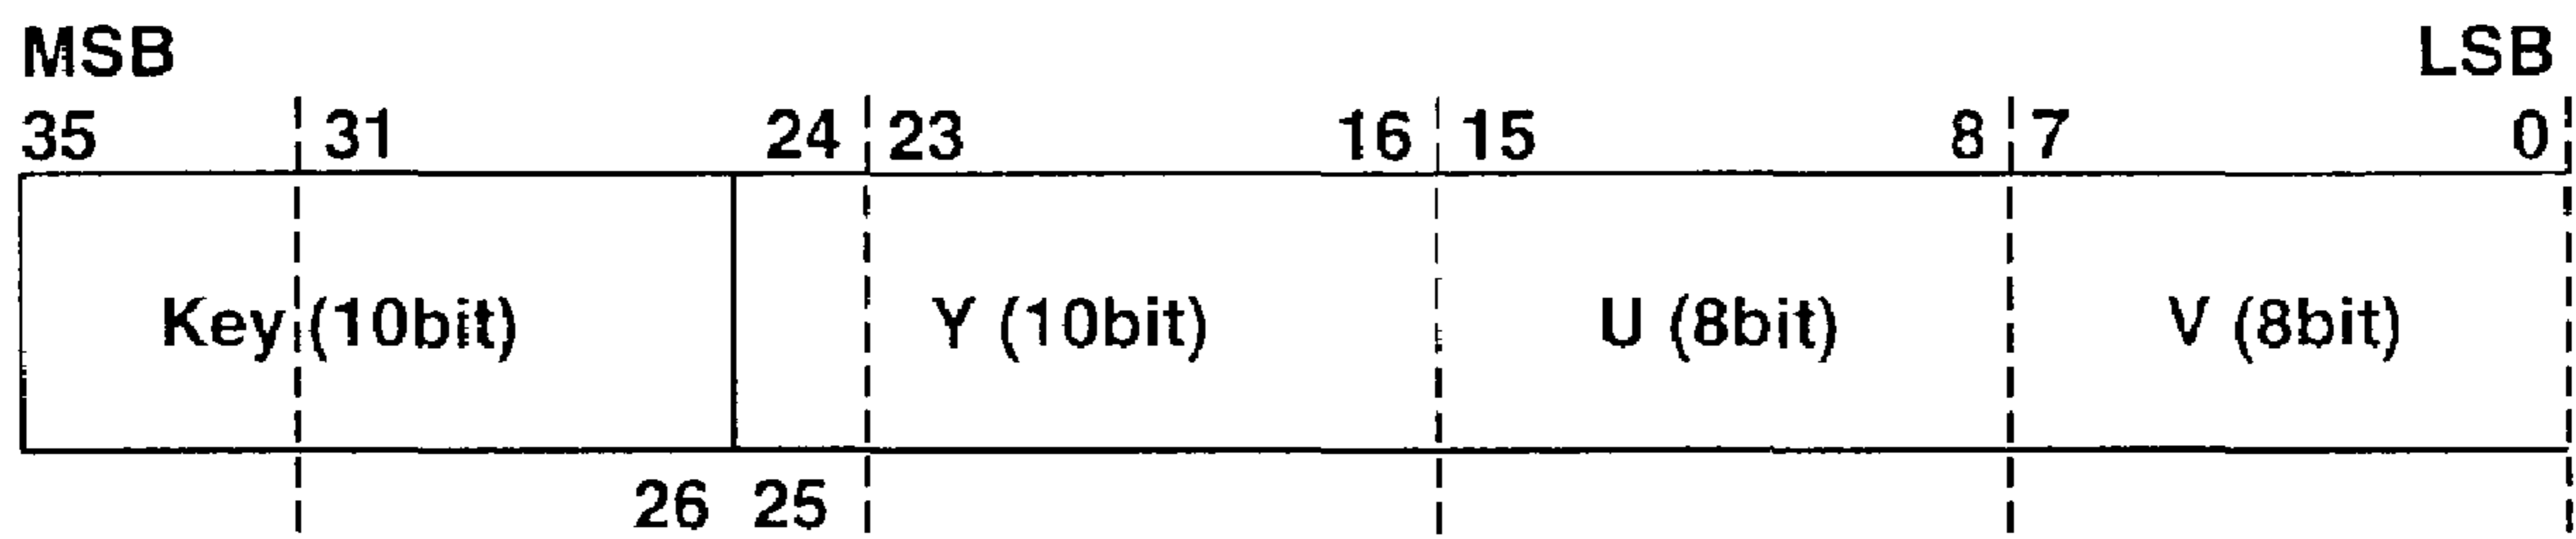 MSB LSB
35 31 24 23 16 15 8 7 0
Key (10bit) Y (10bit) U (8bit) V (8bit)
26 25